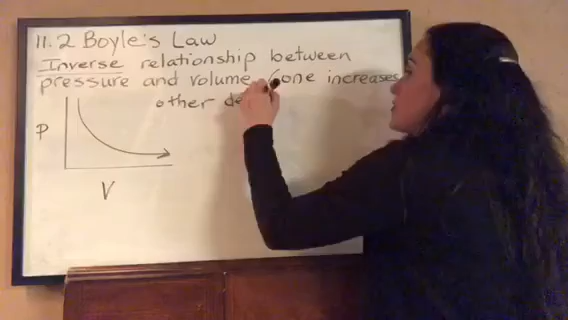 11.2 Boyle's Law
Inverse relationship between
pressure and volume (one increases
other de
P
V